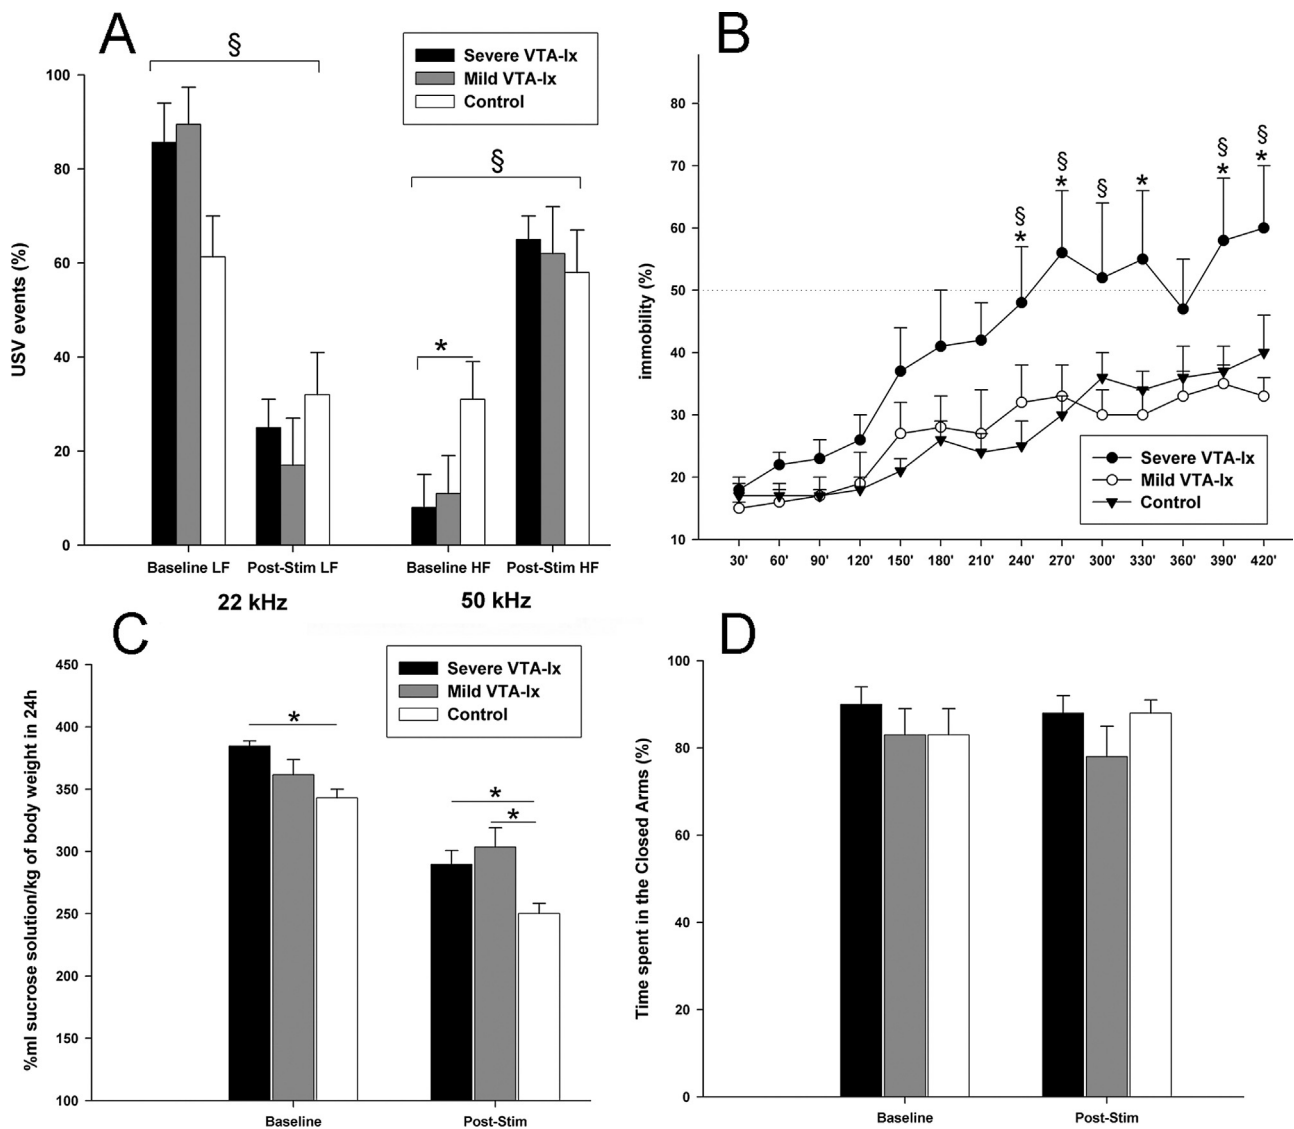 A
§
Severe VTA-lx
Mild VTA-lx
Control
USV events (%)
100
80
60
40
20
0
§
*
Baseline LF
Post-Stim LF
Baseline HF
Post-Stim HF
22 kHz
50 kHz
B
immobility (%)
80
70
60
50
40
30
20
10
§
*
§
*
§
*
§
*
§
*
Severe VTA-lx
Mild VTA-lx
Control
30' 60' 90' 120' 150' 180' 210' 240' 270' 300' 330' 360' 390' 420'
C
Severe VTA-lx
Mild VTA-lx
Control
%ml sucrose solution/kg of body weight in 24h
450
400
350
300
250
200
150
100
*
*
*
Baseline
Post-Stim
D
Time spent in the Closed Arms (%)
100
80
60
40
20
0
Baseline
Post-Stim